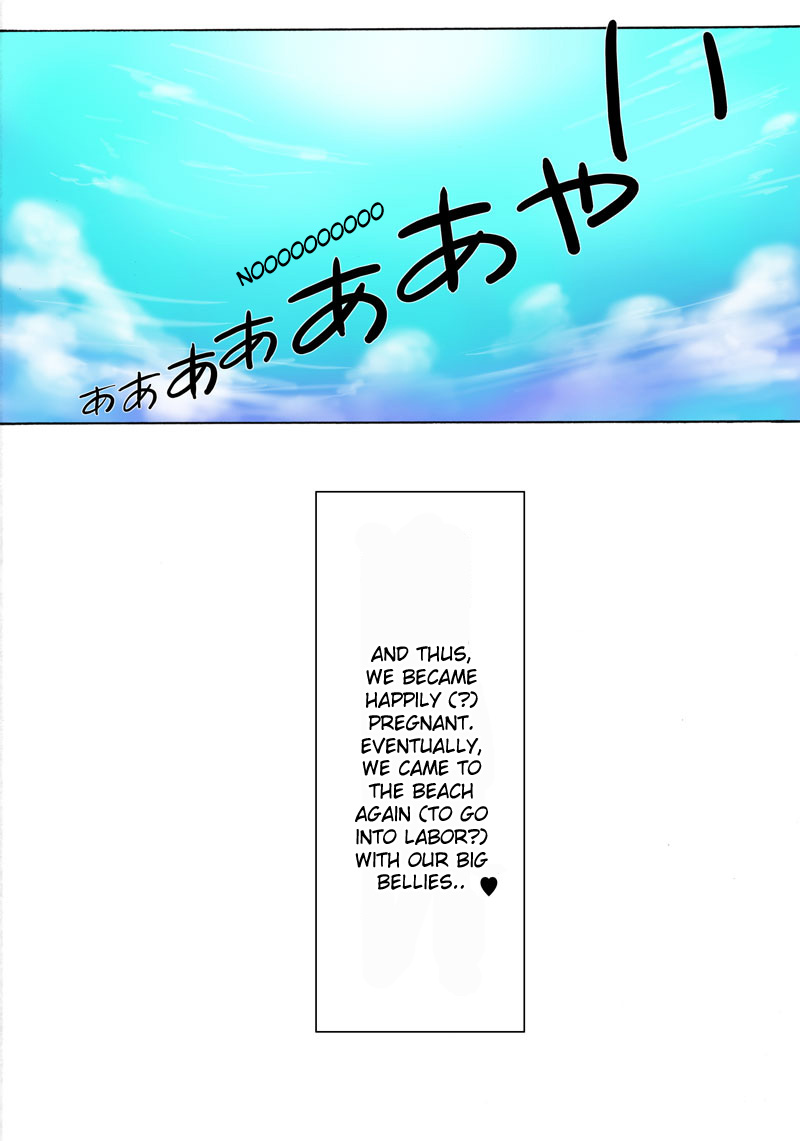 いやああああああ
NOOOOOOOOOO
AND THUS,
WE BECAME
HAPPILY (?)
PREGNANT.
EVENTUALLY,
WE CAME TO
THE BEACH
AGAIN (TO GO
INTO LABOR?)
WITH OUR BIG
BELLIES.. ♥